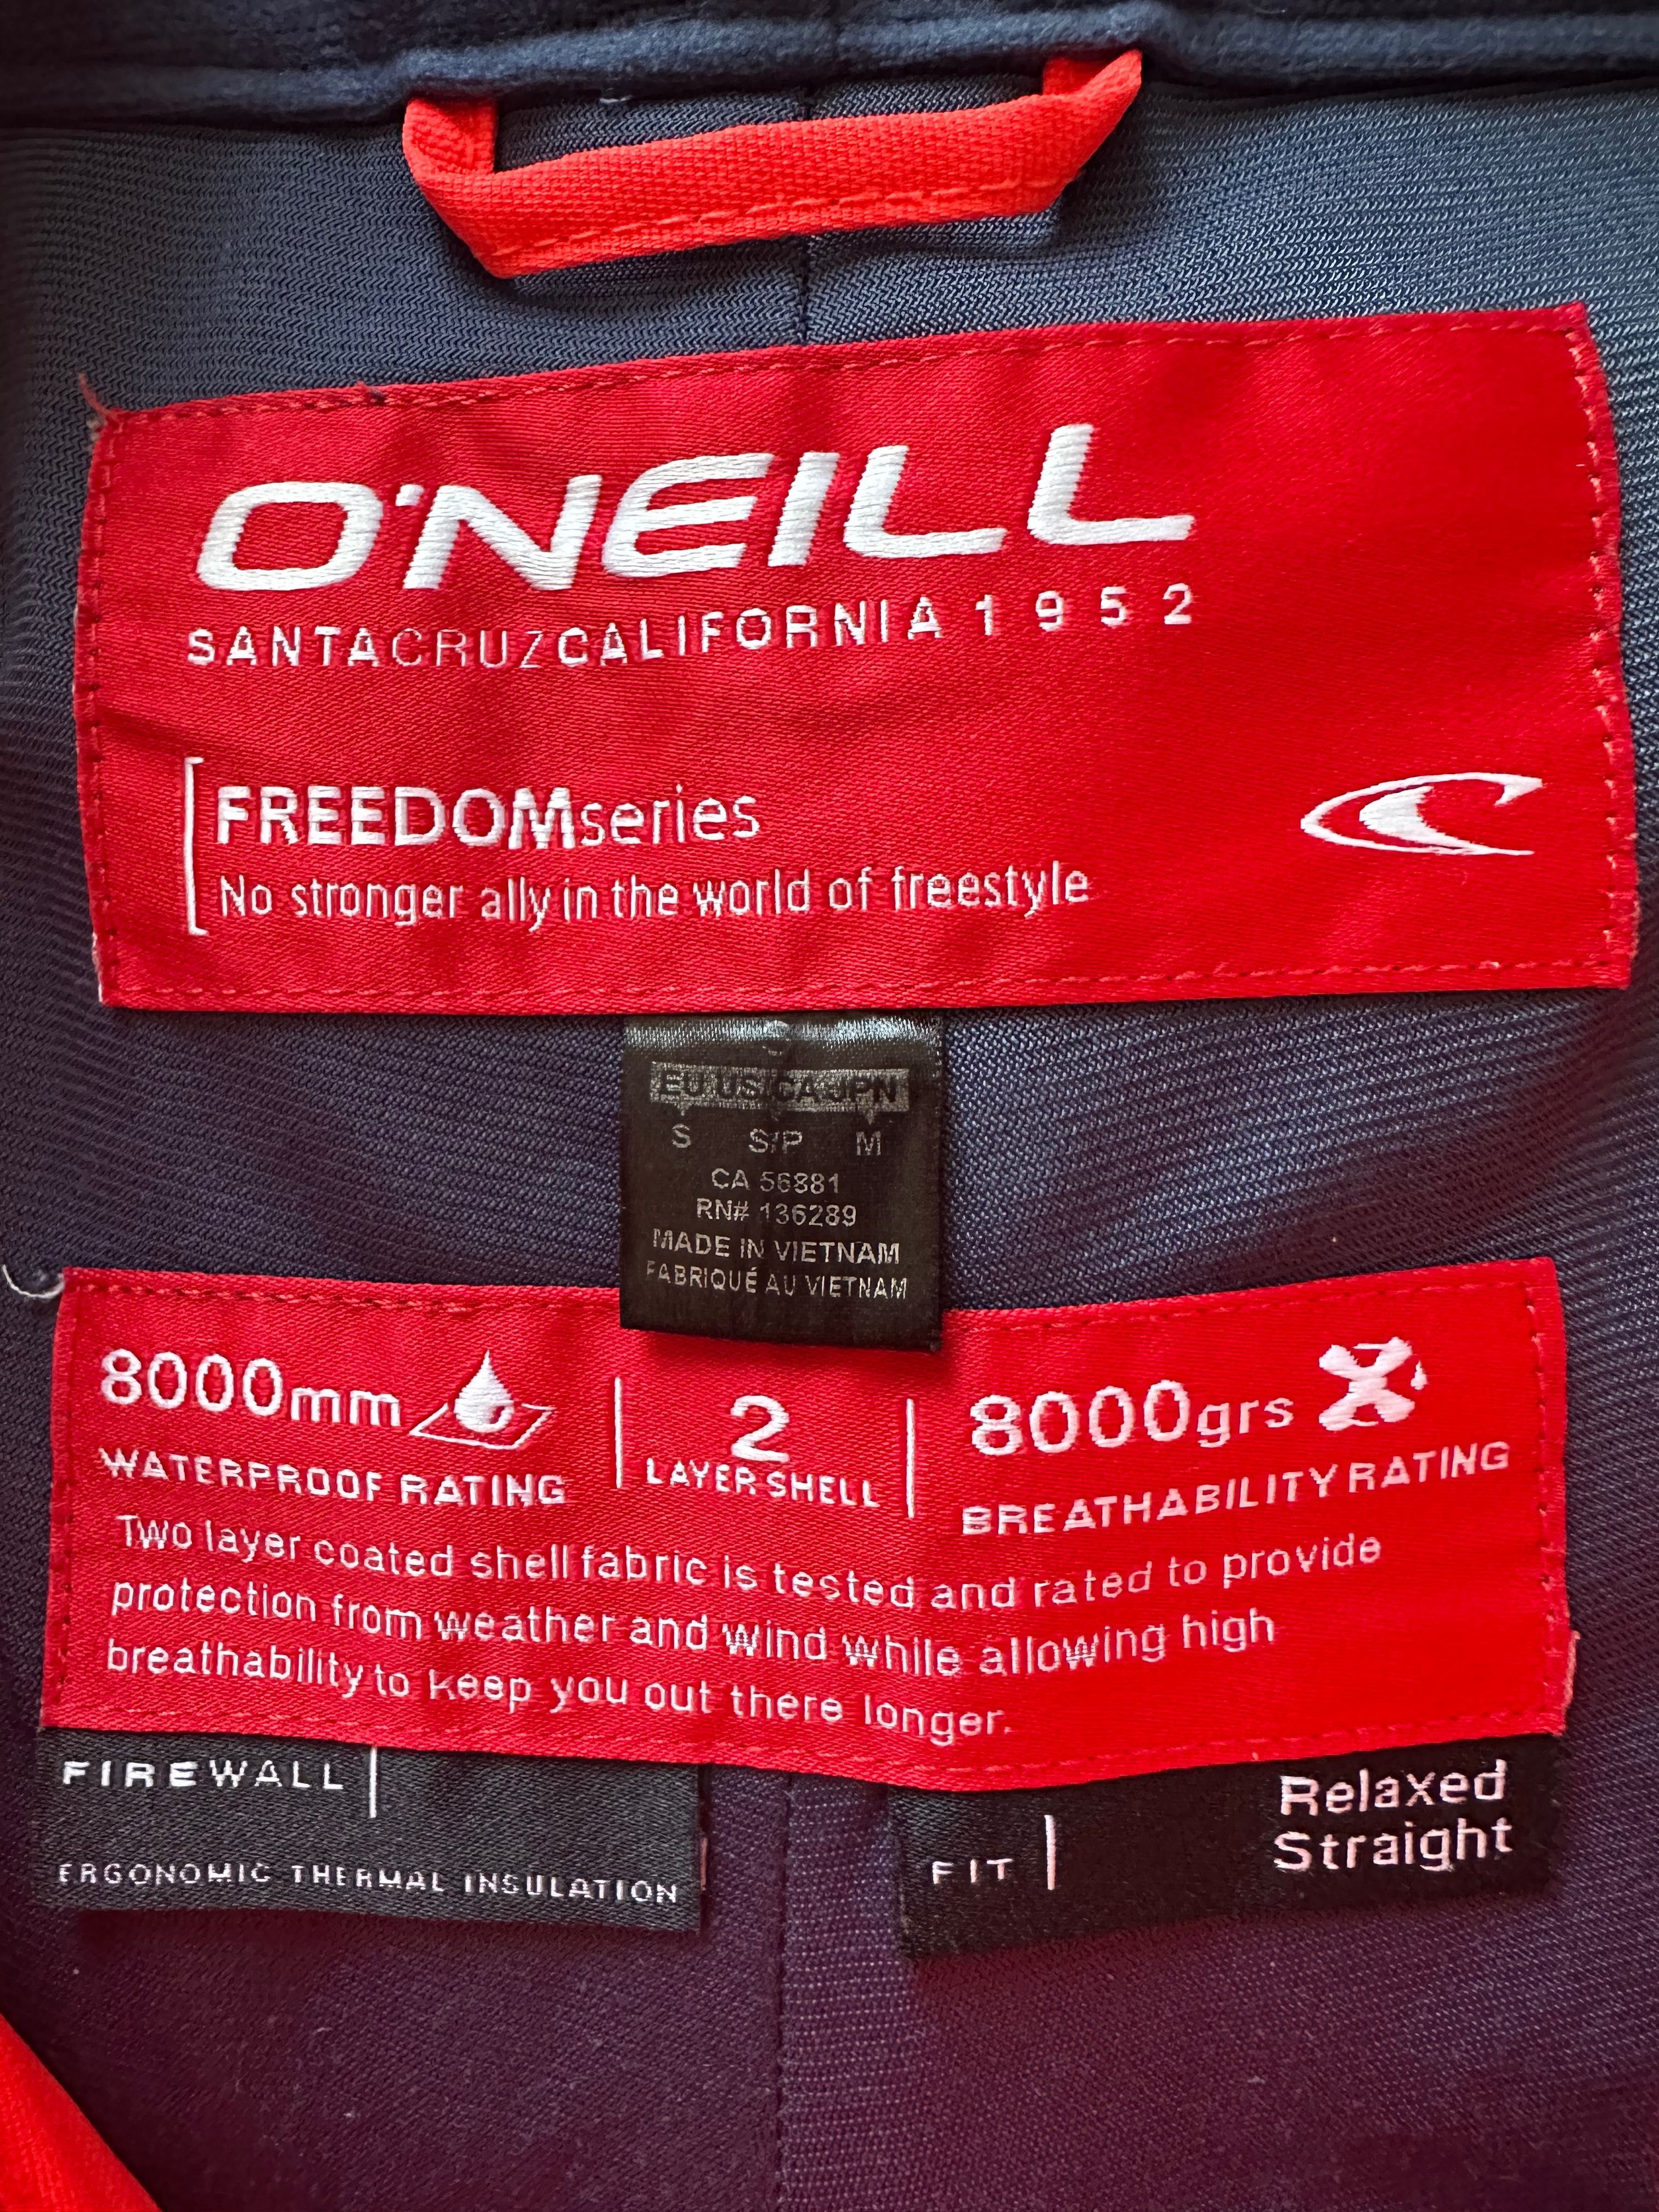 O'NEILL
SANTACRUZCALIFORNIA 1952
FREEDOMseries
No stronger ally in the world of freestyle
S
EU US/CA JPN
S S/P M
CA 56881
RN# 136289
MADE IN VIETNAM
FABRIQUÉ AU VIETNAM
8000mm
WATERPROOF RATING
2
LAYER SHELL
8000grs
BREATHABILITY RATING
Two layer coated shell fabric is tested and rated to provide
protection from weather and wind while allowing high
breathability to keep you out there longer.
FIREWALL
ERGONOMIC THERMAL INSULATION
FIT
Relaxed
Straight